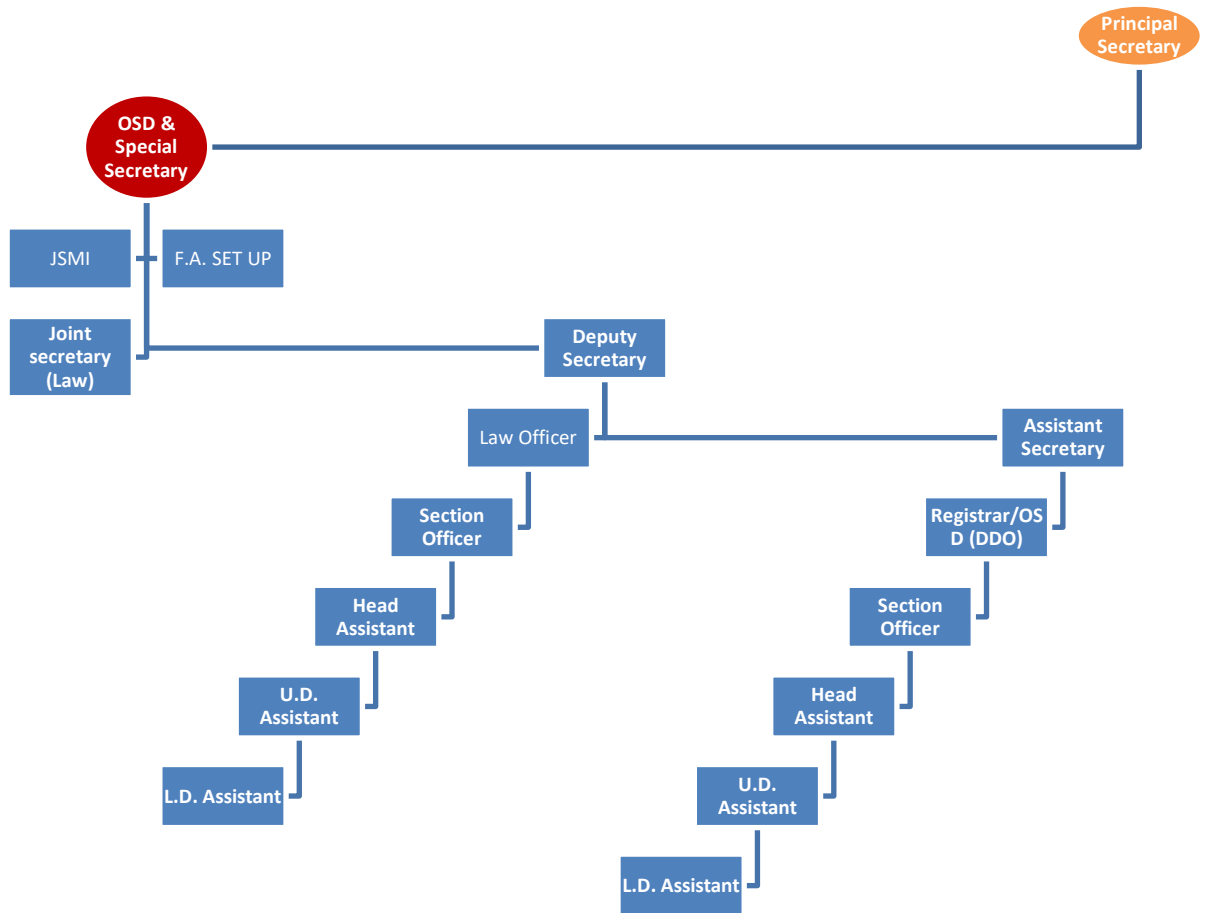 Principal
Secretary
OSD &
Special
Secretary
JSMI
F.A. SET UP
Joint
secretary
(Law)
Deputy
Secretary
Law Officer
Assistant
Secretary
Section
Officer
Registrar/OS
D (DDO)
Head
Assistant
Section
Officer
U.D.
Assistant
Head
Assistant
L.D. Assistant
U.D.
Assistant
L.D. Assistant